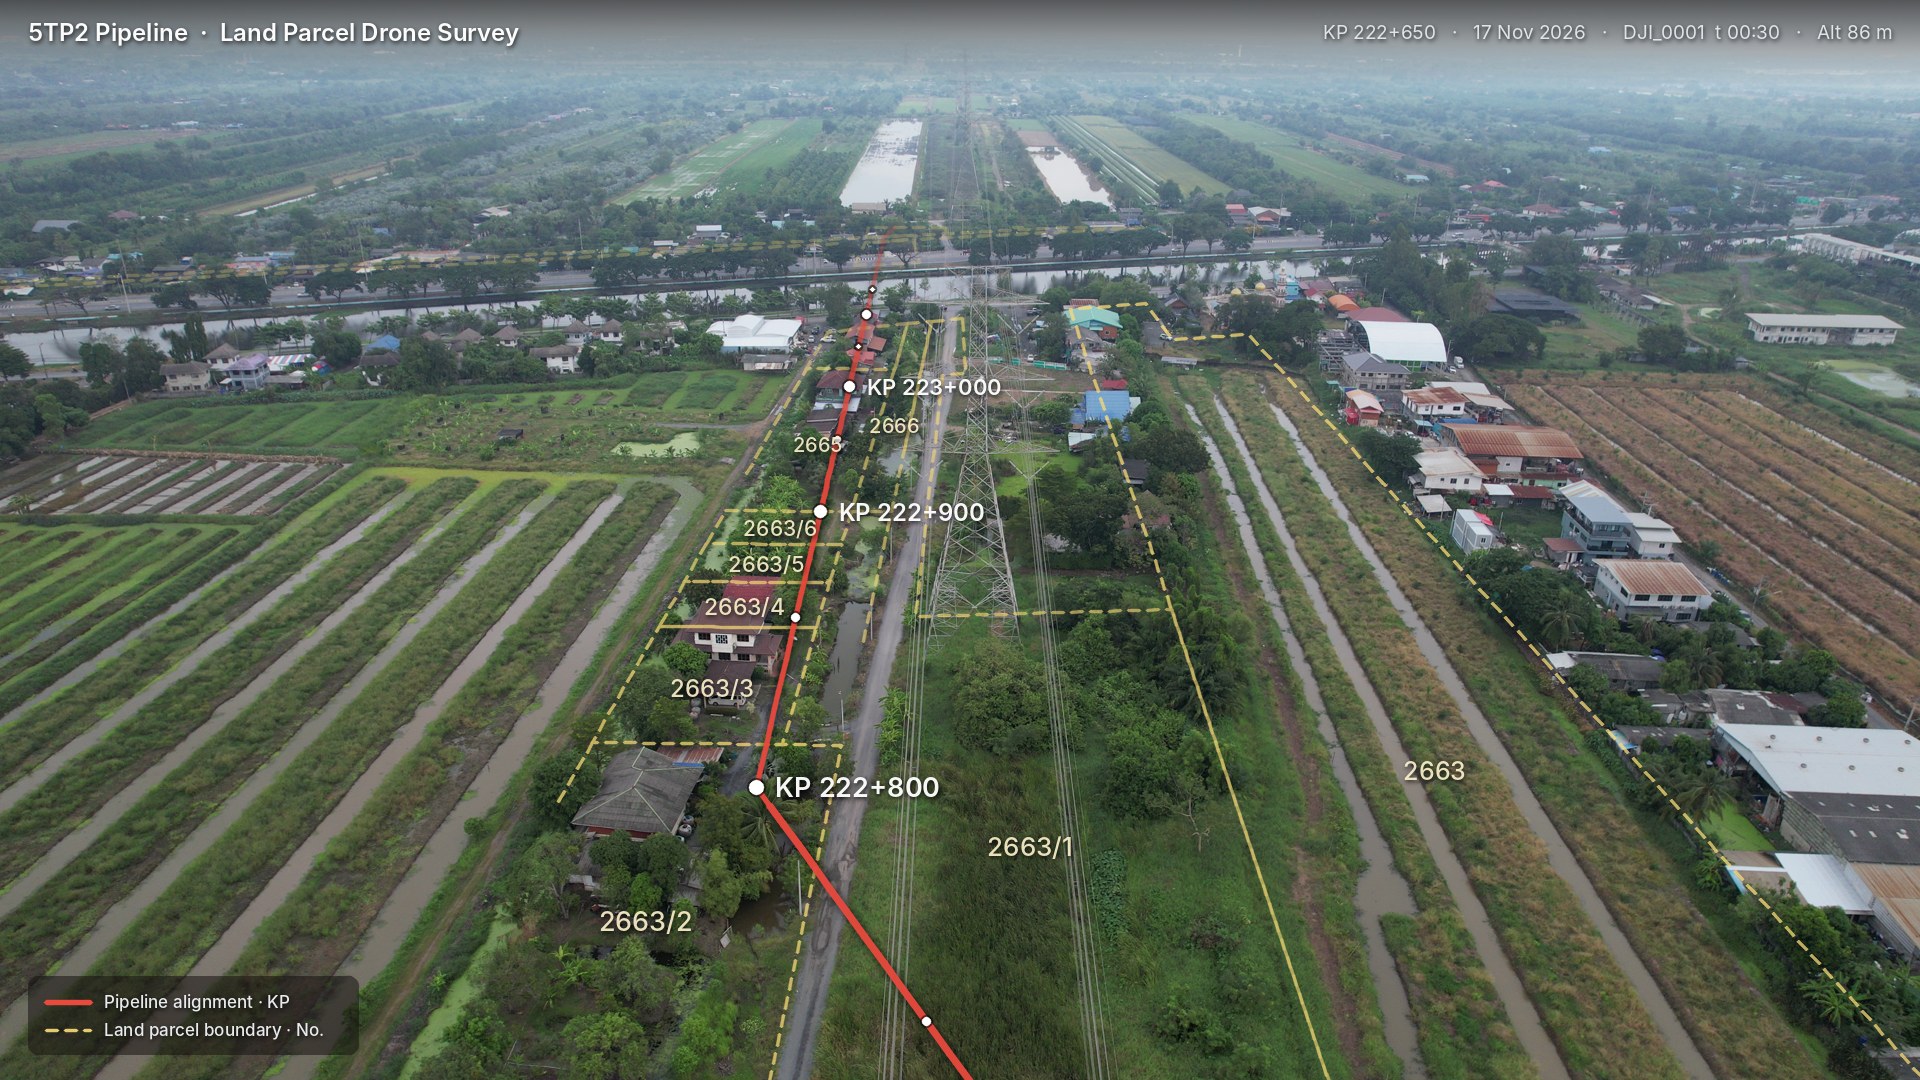 5TP2 Pipeline · Land Parcel Drone Survey
KP 222+650 · 17 Nov 2026 · DJI_0001 t 00:30 · Alt 86 m
KP 223+000
2666
2665
KP 222+900
2663/6
2663/5
2663/4
2663/3
2663
KP 222+800
2663/1
2663/2
Pipeline alignment · KP
Land parcel boundary · No.